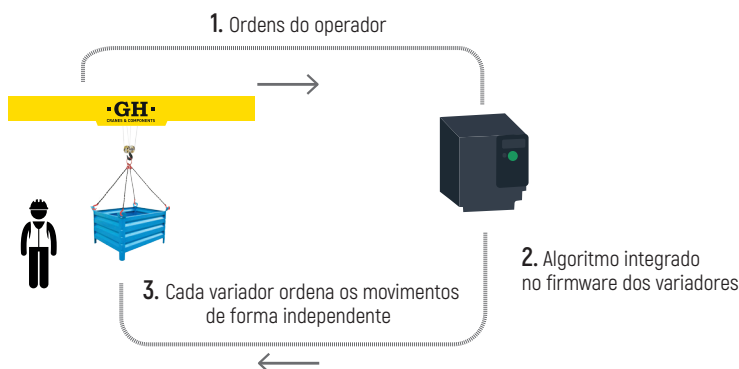 1. Ordens do operador
·GH·
CRANES & COMPONENTS
2. Algoritmo integrado
no firmware dos variadores
3. Cada variador ordena os movimentos
de forma independente